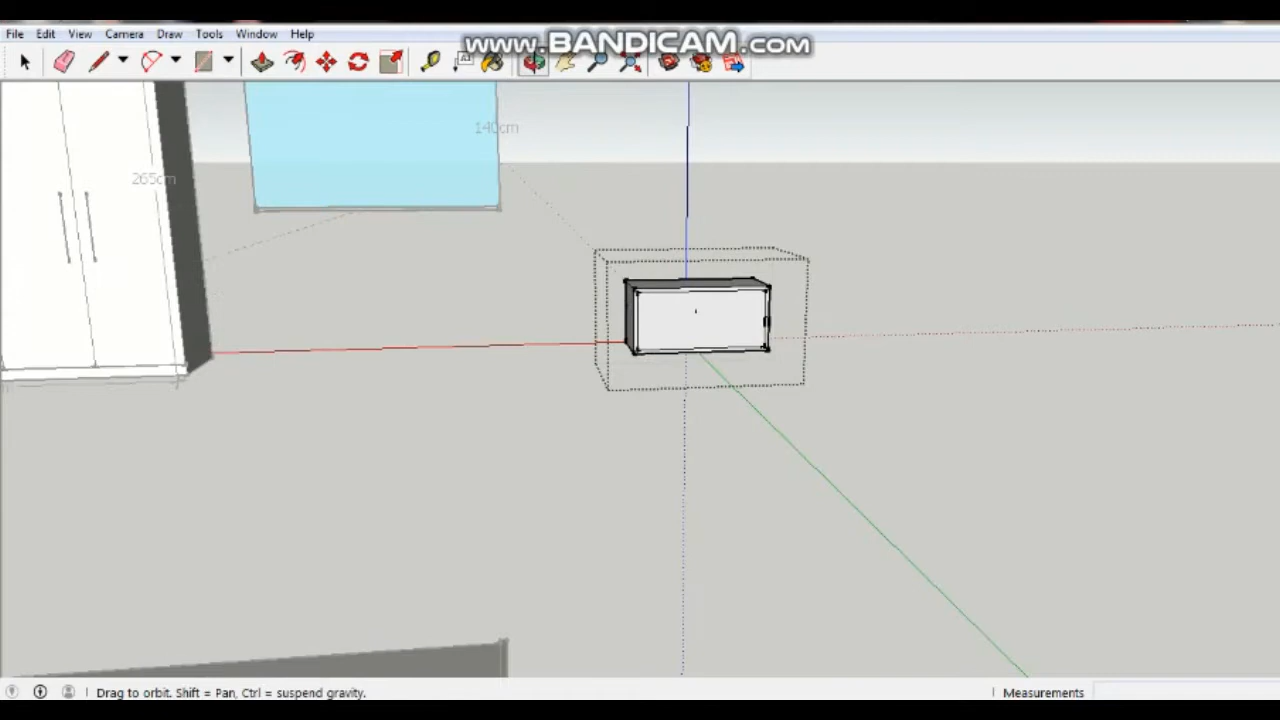 File Edit View Camera Draw Tools Window Help
www.BANDICAM.com
140cm
265cm
Drag to orbit. Shift = Pan, Ctrl = suspend gravity.
Measurements